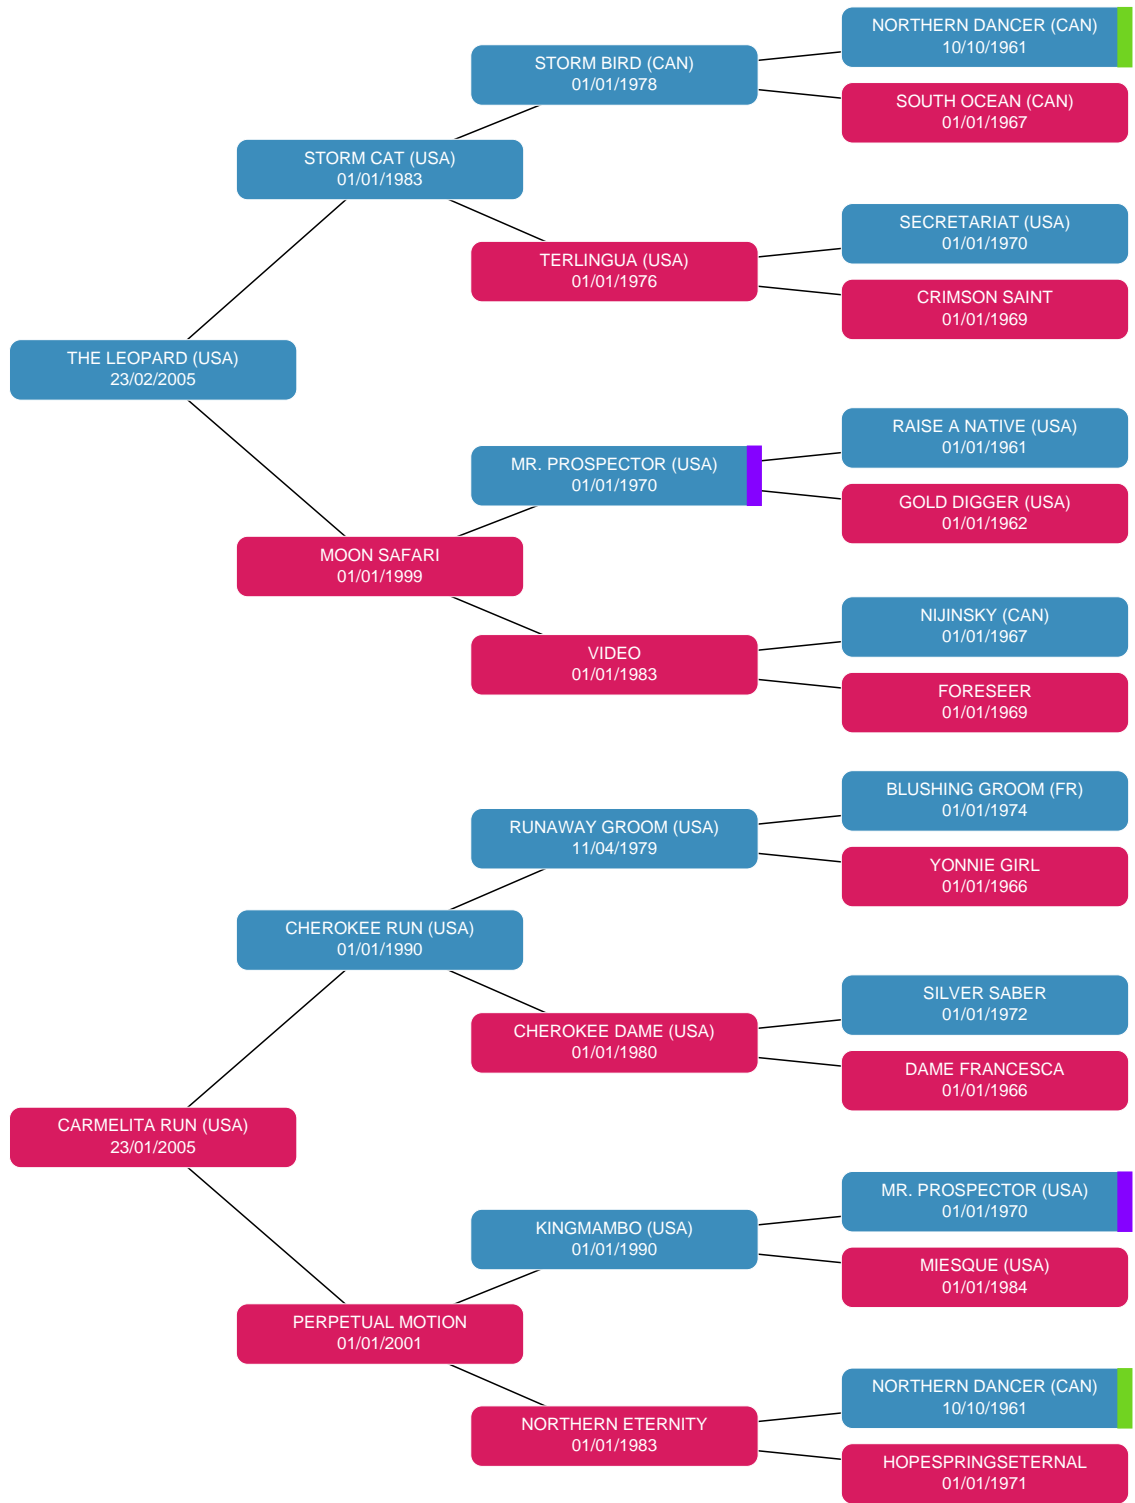 NORTHERN DANCER (CAN)
10/10/1961
STORM BIRD (CAN)
01/01/1978
SOUTH OCEAN (CAN)
01/01/1967
STORM CAT (USA)
01/01/1983
SECRETARIAT (USA)
01/01/1970
TERLINGUA (USA)
01/01/1976
CRIMSON SAINT
01/01/1969
THE LEOPARD (USA)
23/02/2005
RAISE A NATIVE (USA)
01/01/1961
MR. PROSPECTOR (USA)
01/01/1970
GOLD DIGGER (USA)
01/01/1962
MOON SAFARI
01/01/1999
NIJINSKY (CAN)
01/01/1967
VIDEO
01/01/1983
FORESEER
01/01/1969
BLUSHING GROOM (FR)
01/01/1974
RUNAWAY GROOM (USA)
11/04/1979
YONNIE GIRL
01/01/1966
CHEROKEE RUN (USA)
01/01/1990
SILVER SABER
01/01/1972
CHEROKEE DAME (USA)
01/01/1980
DAME FRANCESCA
01/01/1966
CARMELITA RUN (USA)
23/01/2005
MR. PROSPECTOR (USA)
01/01/1970
KINGMAMBO (USA)
01/01/1990
MIESQUE (USA)
01/01/1984
PERPETUAL MOTION
01/01/2001
NORTHERN DANCER (CAN)
10/10/1961
NORTHERN ETERNITY
01/01/1983
HOPESPRINGSETERNAL
01/01/1971